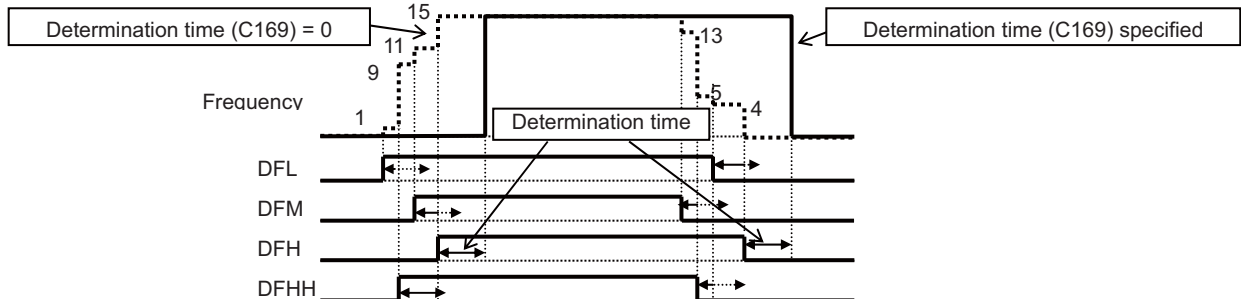 Determination time (C169) = 0
15
Determination time (C169) specified
11
13
9
5
Frequency
1
4
Determination time
DFL
DFM
DFH
DFHH